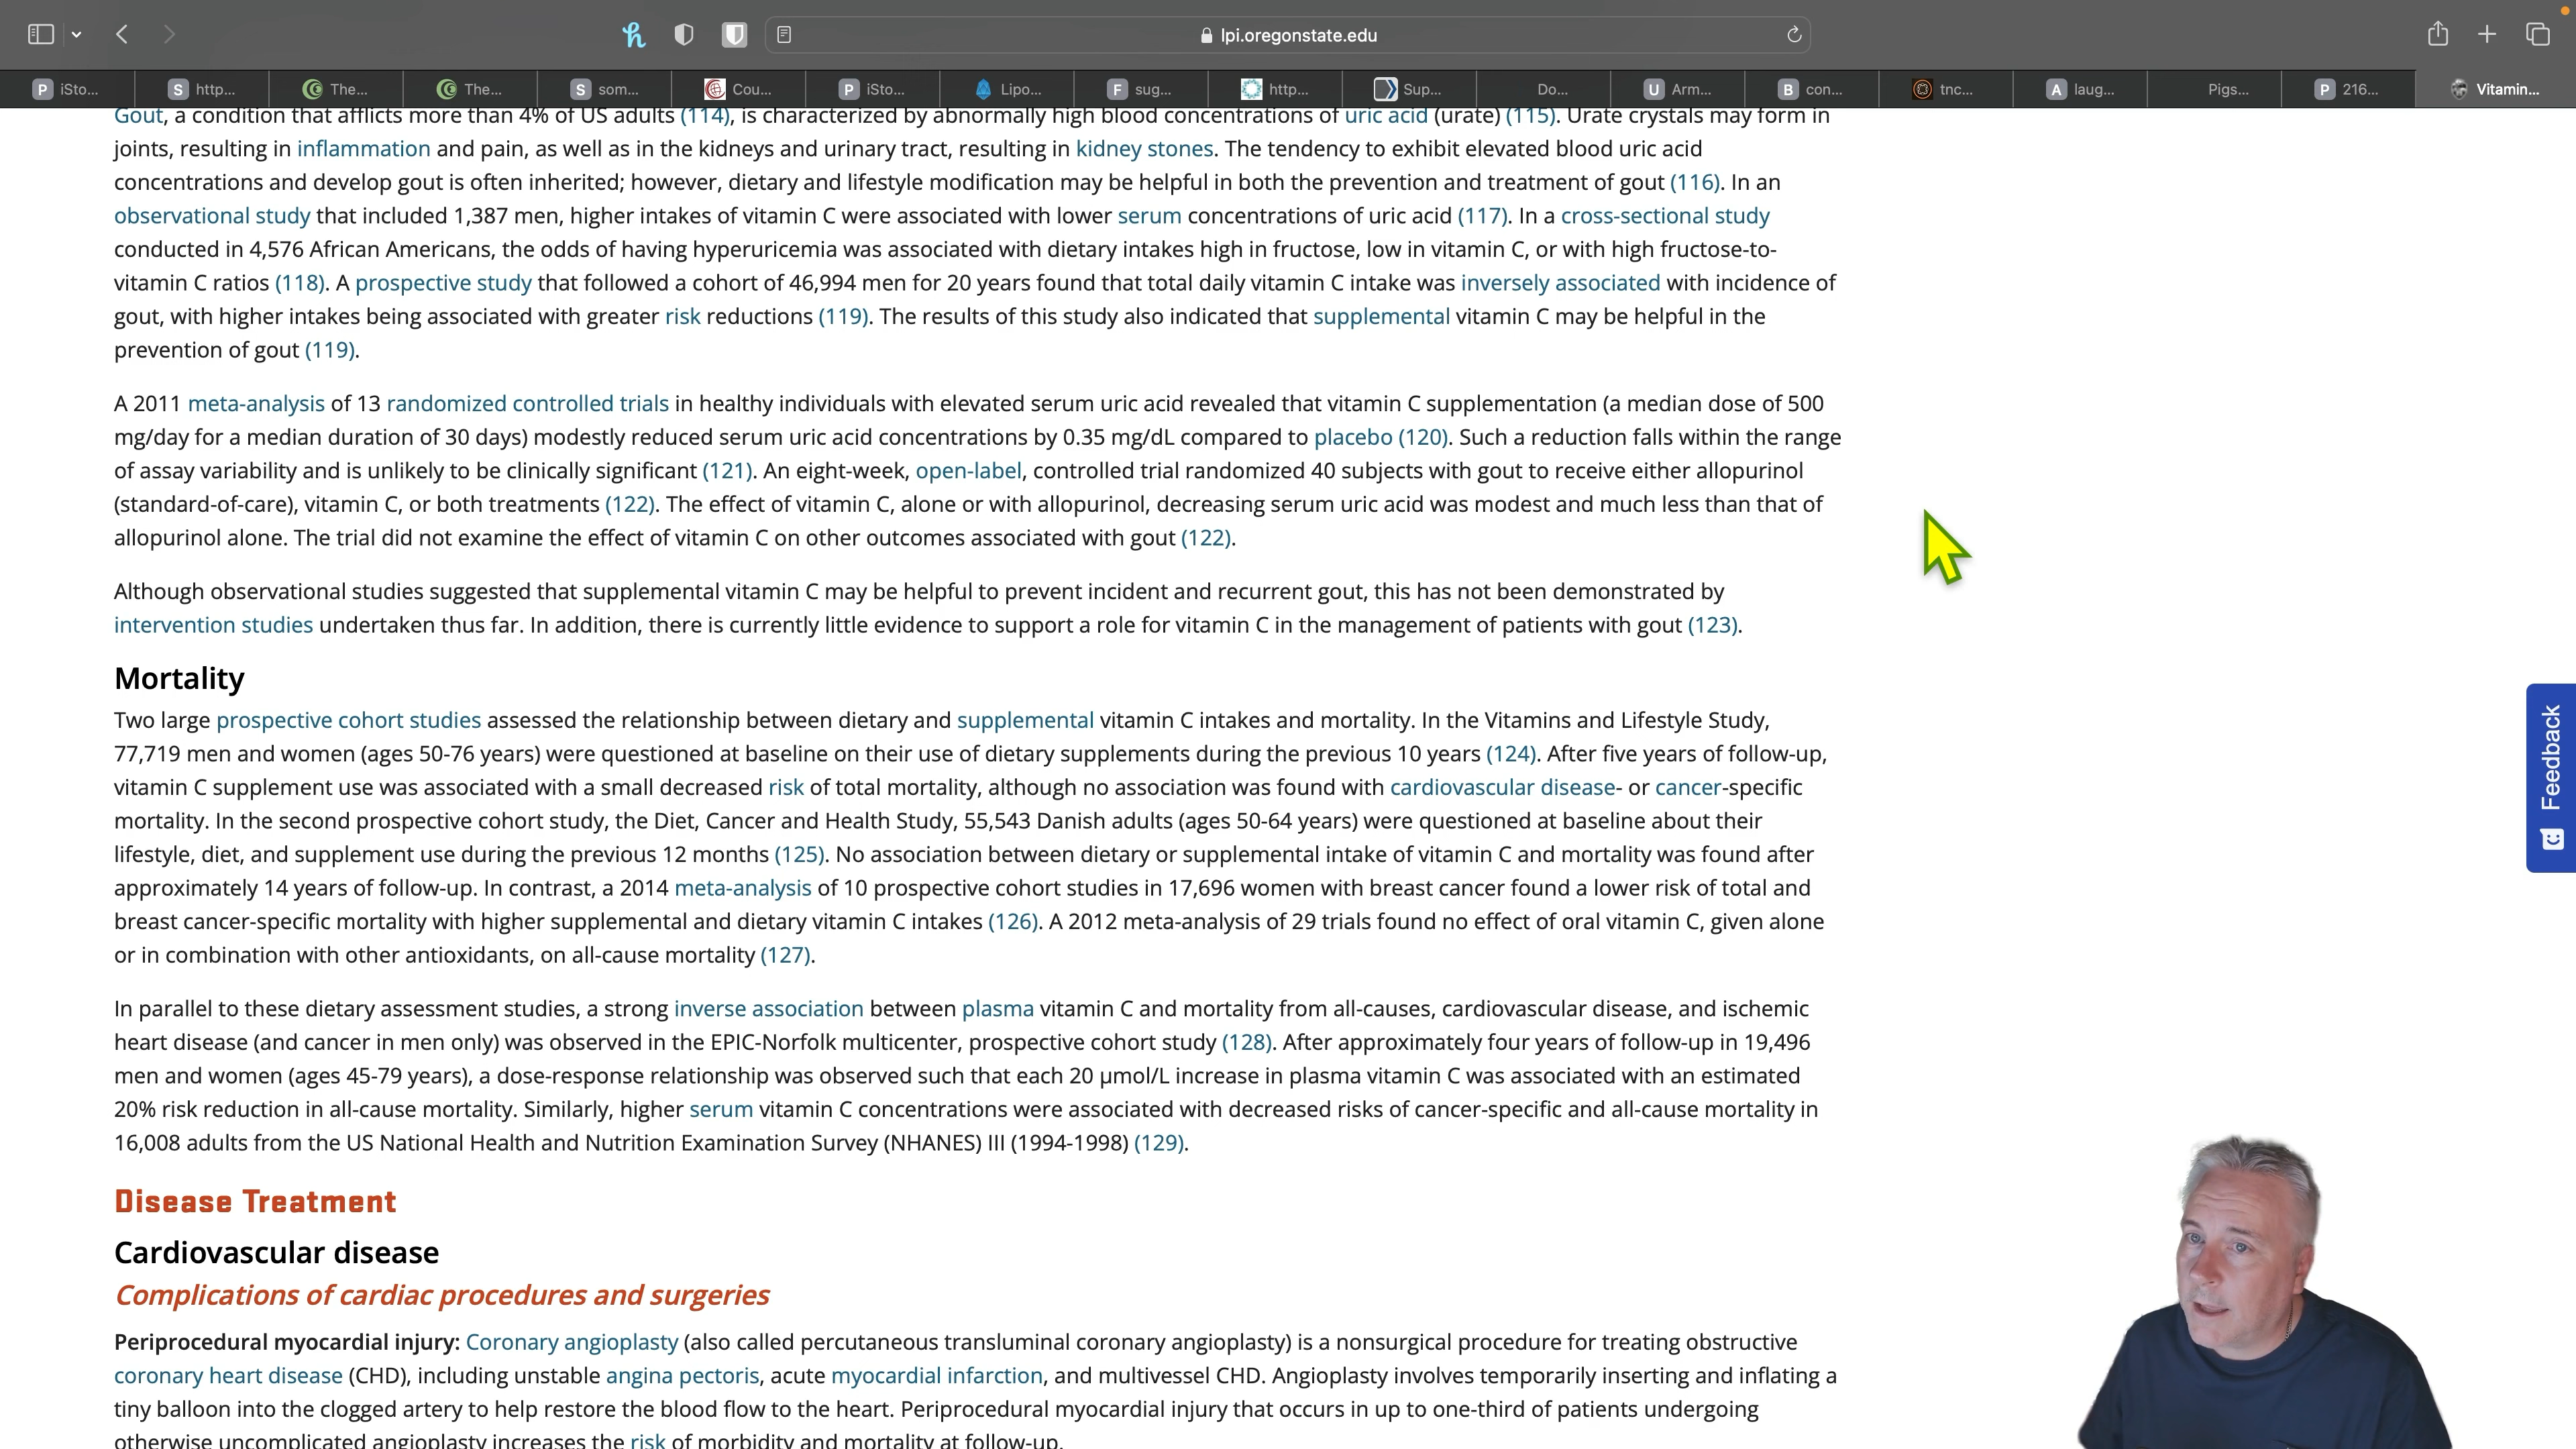 lpi.oregonstate.edu
P iSto...
S http...
The...
The...
S som...
Cou...
P iSto...
Lipo...
F sug...
http...
Sup...
Do...
U Arm...
B con...
tnc...
A laug...
Pigs...
P 216...
Vitamin...
Gout, a condition that afflicts more than 4% of US adults (114), is characterized by abnormally high blood concentrations of uric acid (urate) (115). Urate crystals may form in
joints, resulting in inflammation and pain, as well as in the kidneys and urinary tract, resulting in kidney stones. The tendency to exhibit elevated blood uric acid
concentrations and develop gout is often inherited; however, dietary and lifestyle modification may be helpful in both the prevention and treatment of gout (116). In an
observational study that included 1,387 men, higher intakes of vitamin C were associated with lower serum concentrations of uric acid (117). In a cross-sectional study
conducted in 4,576 African Americans, the odds of having hyperuricemia was associated with dietary intakes high in fructose, low in vitamin C, or with high fructose-to-
vitamin C ratios (118). A prospective study that followed a cohort of 46,994 men for 20 years found that total daily vitamin C intake was inversely associated with incidence of
gout, with higher intakes being associated with greater risk reductions (119). The results of this study also indicated that supplemental vitamin C may be helpful in the
prevention of gout (119).
A 2011 meta-analysis of 13 randomized controlled trials in healthy individuals with elevated serum uric acid revealed that vitamin C supplementation (a median dose of 500
mg/day for a median duration of 30 days) modestly reduced serum uric acid concentrations by 0.35 mg/dL compared to placebo (120). Such a reduction falls within the range
of assay variability and is unlikely to be clinically significant (121). An eight-week, open-label, controlled trial randomized 40 subjects with gout to receive either allopurinol
(standard-of-care), vitamin C, or both treatments (122). The effect of vitamin C, alone or with allopurinol, decreasing serum uric acid was modest and much less than that of
allopurinol alone. The trial did not examine the effect of vitamin C on other outcomes associated with gout (122).
Although observational studies suggested that supplemental vitamin C may be helpful to prevent incident and recurrent gout, this has not been demonstrated by
intervention studies undertaken thus far. In addition, there is currently little evidence to support a role for vitamin C in the management of patients with gout (123).
Mortality
Two large prospective cohort studies assessed the relationship between dietary and supplemental vitamin C intakes and mortality. In the Vitamins and Lifestyle Study,
77,719 men and women (ages 50-76 years) were questioned at baseline on their use of dietary supplements during the previous 10 years (124). After five years of follow-up,
vitamin C supplement use was associated with a small decreased risk of total mortality, although no association was found with cardiovascular disease- or cancer-specific
mortality. In the second prospective cohort study, the Diet, Cancer and Health Study, 55,543 Danish adults (ages 50-64 years) were questioned at baseline about their
lifestyle, diet, and supplement use during the previous 12 months (125). No association between dietary or supplemental intake of vitamin C and mortality was found after
approximately 14 years of follow-up. In contrast, a 2014 meta-analysis of 10 prospective cohort studies in 17,696 women with breast cancer found a lower risk of total and
breast cancer-specific mortality with higher supplemental and dietary vitamin C intakes (126). A 2012 meta-analysis of 29 trials found no effect of oral vitamin C, given alone
or in combination with other antioxidants, on all-cause mortality (127).
In parallel to these dietary assessment studies, a strong inverse association between plasma vitamin C and mortality from all-causes, cardiovascular disease, and ischemic
heart disease (and cancer in men only) was observed in the EPIC-Norfolk multicenter, prospective cohort study (128). After approximately four years of follow-up in 19,496
men and women (ages 45-79 years), a dose-response relationship was observed such that each 20 μmol/L increase in plasma vitamin C was associated with an estimated
20% risk reduction in all-cause mortality. Similarly, higher serum vitamin C concentrations were associated with decreased risks of cancer-specific and all-cause mortality in
16,008 adults from the US National Health and Nutrition Examination Survey (NHANES) III (1994-1998) (129).
Disease Treatment
Cardiovascular disease
Complications of cardiac procedures and surgeries
Periprocedural myocardial injury: Coronary angioplasty (also called percutaneous transluminal coronary angioplasty) is a nonsurgical procedure for treating obstructive
coronary heart disease (CHD), including unstable angina pectoris, acute myocardial infarction, and multivessel CHD. Angioplasty involves temporarily inserting and inflating a
tiny balloon into the clogged artery to help restore the blood flow to the heart. Periprocedural myocardial injury that occurs in up to one-third of patients undergoing
otherwise uncomplicated angioplasty increases the risk of morbidity and mortality at follow-up.
Feedback